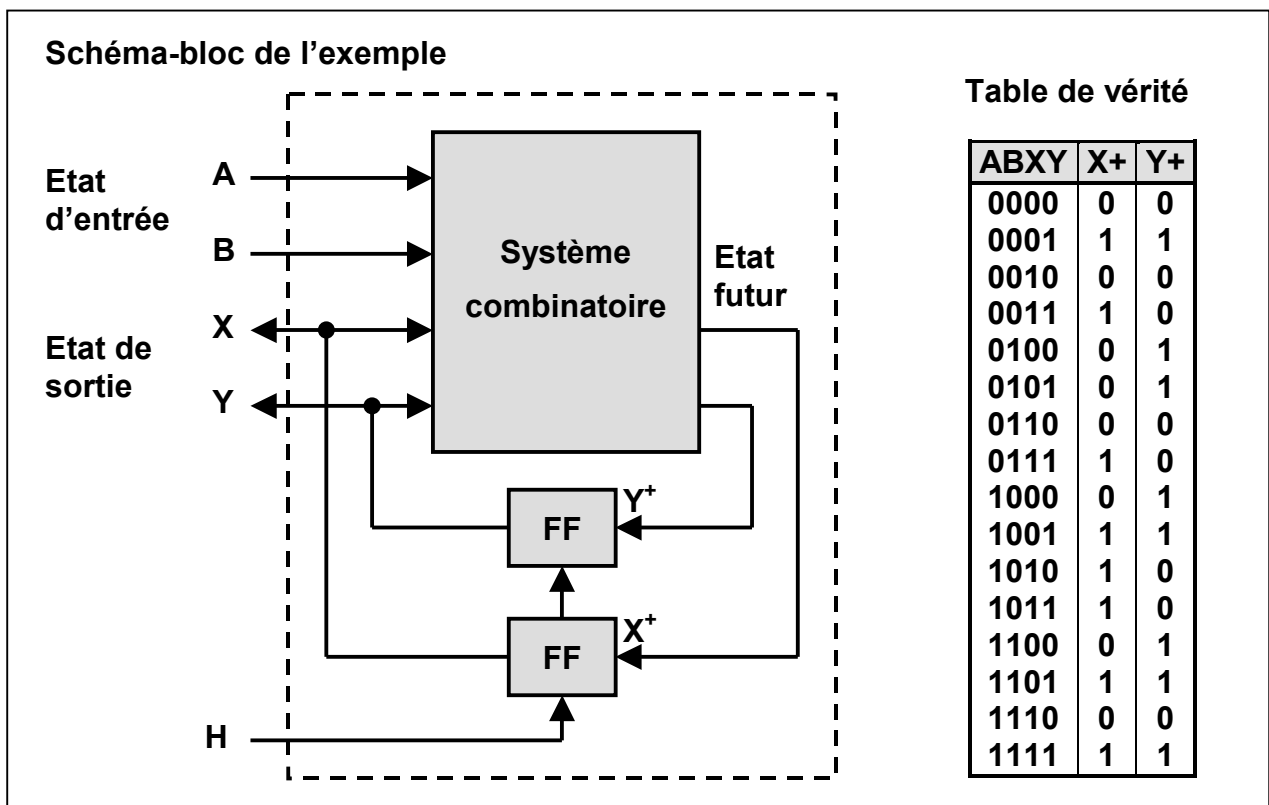 Schéma-bloc de l’exemple
Etat
d’entrée
A
B
Etat de
sortie
X
Y
H
Système
combinatoire
Etat
futur
Y+
FF
X+
FF
Table de vérité
ABXY X+ Y+
0000 0 0
0001 1 1
0010 0 0
0011 1 0
0100 0 1
0101 0 1
0110 0 0
0111 1 0
1000 0 1
1001 1 1
1010 1 0
1011 1 0
1100 0 1
1101 1 1
1110 0 0
1111 1 1